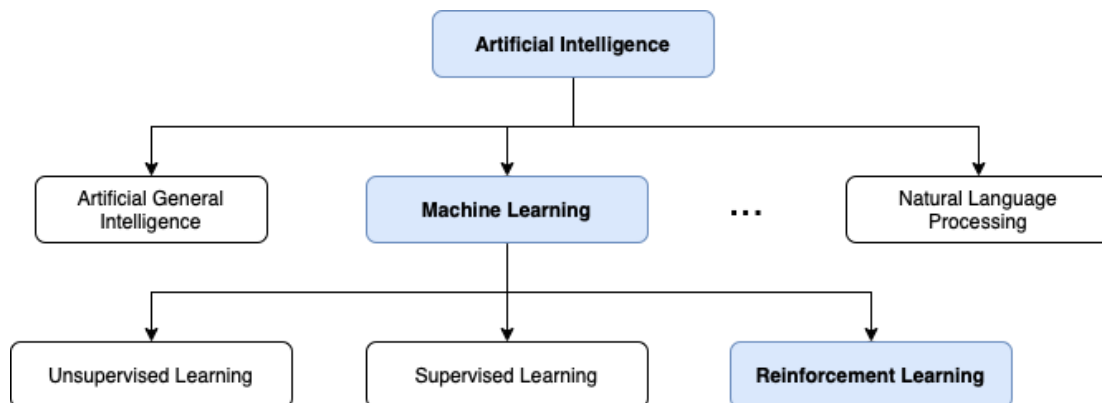 Artificial Intelligence
Artificial General
Intelligence
Machine Learning
...
Natural Language
Processing
Unsupervised Learning
Supervised Learning
Reinforcement Learning